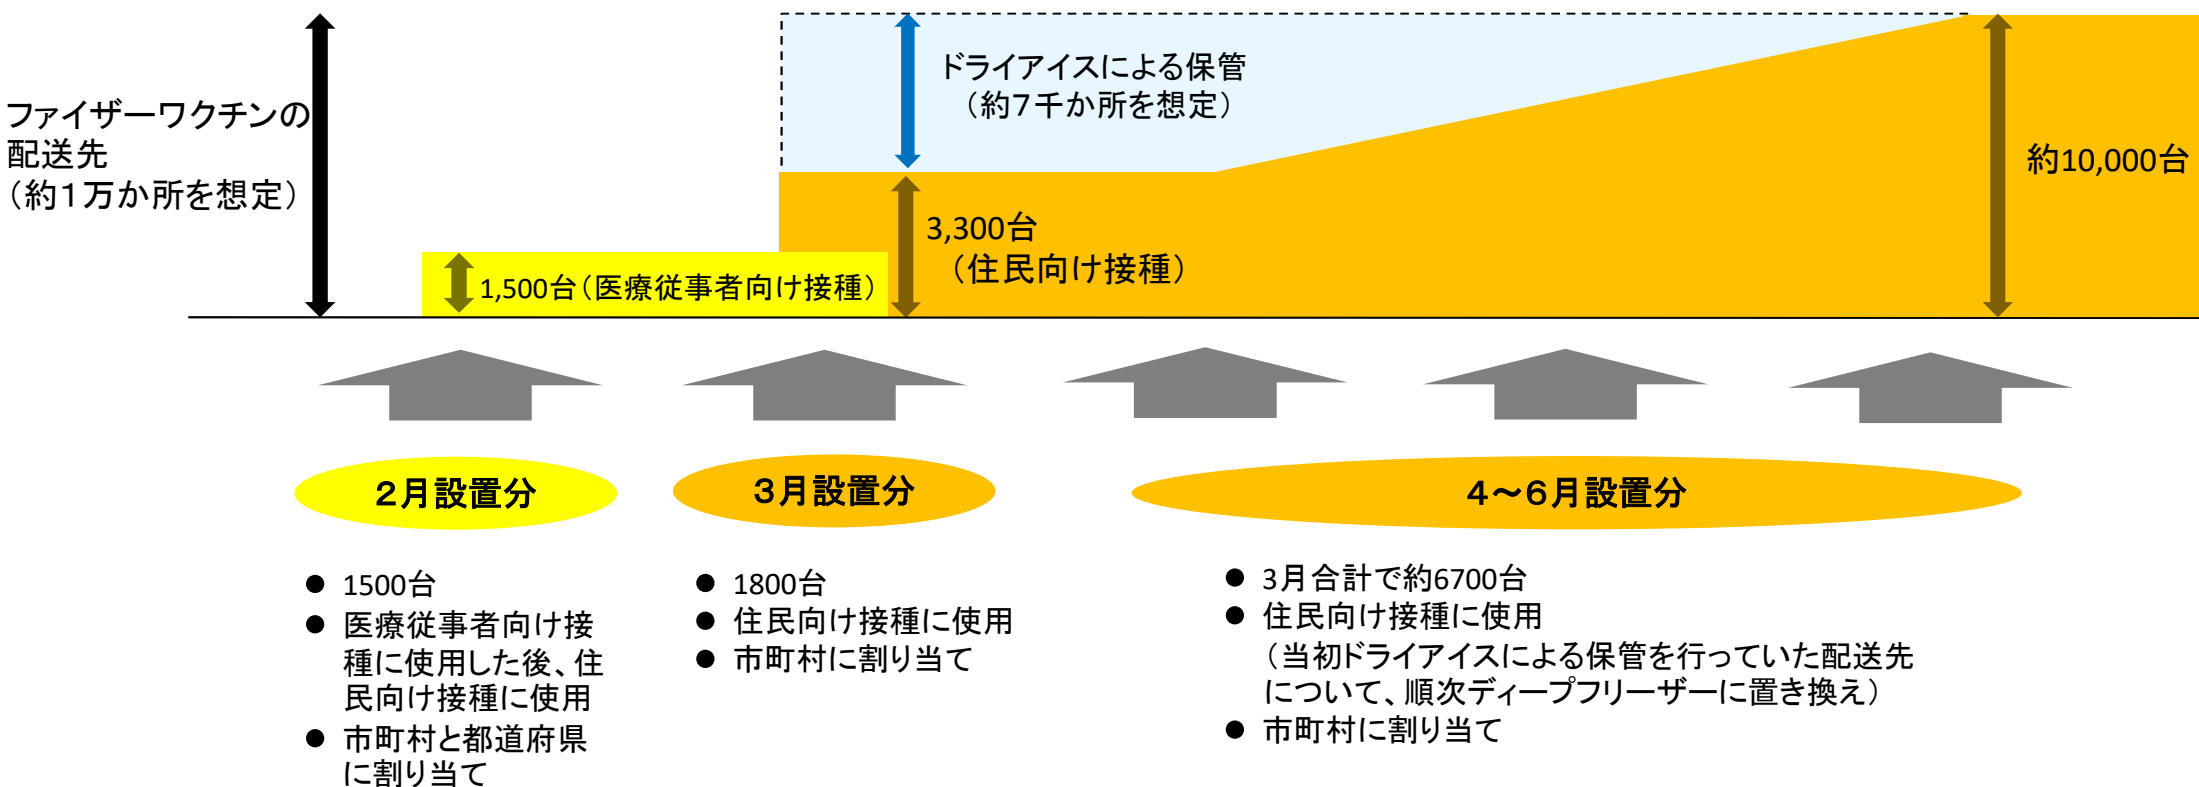 ファイザーワクチンの
配送先
（約１万か所を想定）
ドライアイスによる保管
（約７千か所を想定）
約10,000台
3,300台
（住民向け接種）
1,500台（医療従事者向け接種）
２月設置分
３月設置分
４～６月設置分
● 1500台
● 医療従事者向け接
種に使用した後、住
民向け接種に使用
● 市町村と都道府県
に割り当て
● 1800台
● 住民向け接種に使用
● 市町村に割り当て
● 3月合計で約6700台
● 住民向け接種に使用
（当初ドライアイスによる保管を行っていた配送先
について、順次ディープフリーザーに置き換え）
● 市町村に割り当て